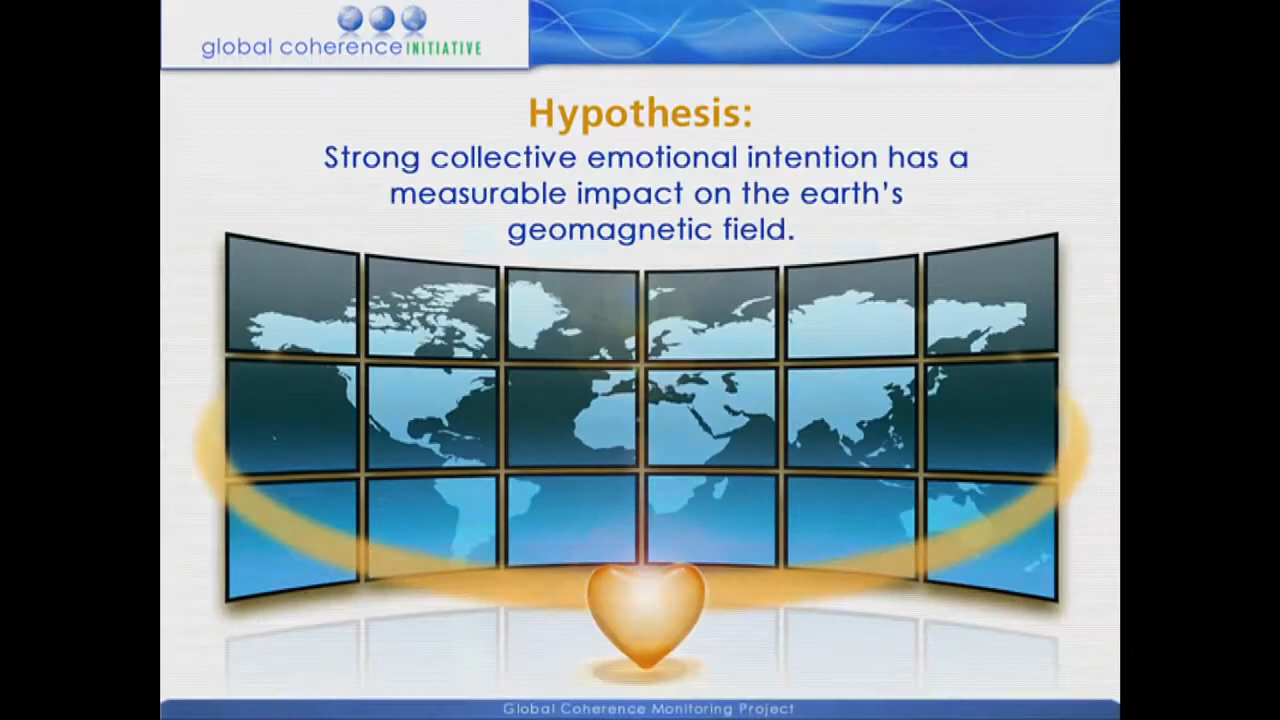 global coherence INITIATIVE
Hypothesis:
Strong collective emotional intention has a
measurable impact on the earth's
geomagnetic field.
Global Coherence Monitoring Project